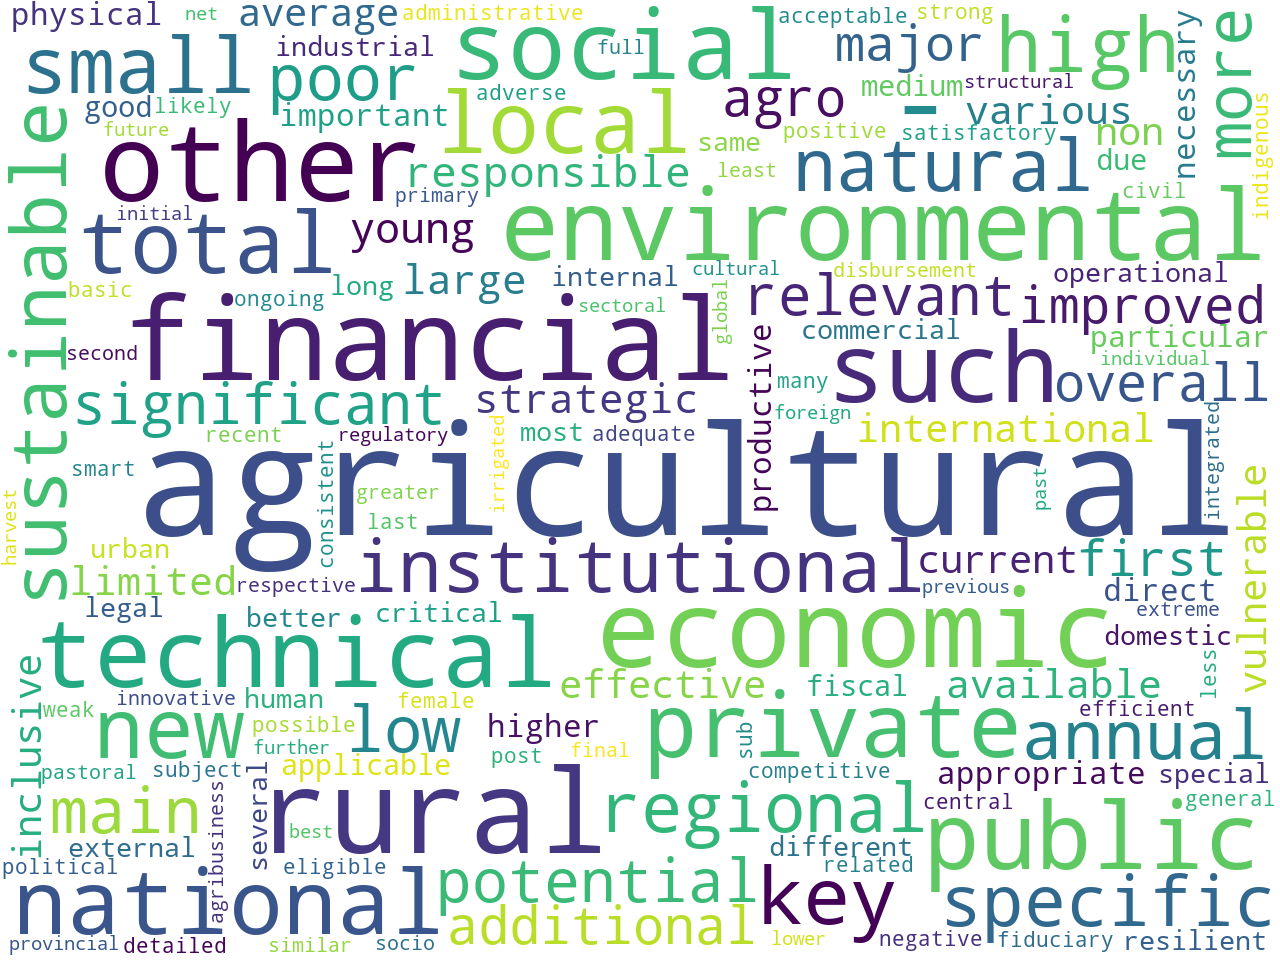 physical
net
average
administrative
social
full
acceptable
strong
major
high
more
small
industrial
poor
good
likely
important
adverse
local
agro
–
medium
structural
various
necessary
indigenous
future
other
responsible
primary
same
least
positive
satisfactory
natural
non
due
civil
sustainable
initial
total
young
environmental
basic
ongoing
long
large
internal
cultural
sectoral
global
disbursement
operational
relevant
improved
second
financial
commercial
particular
individual
productive
many
foreign
such
overall
significant
strategic
recent
regulatory
most
adequate
international
integrated
smart
consistent
agricultural
irrigated
greater
last
past
vulnerable
harvest
urban
limited
respective
institutional
current
first
previous
direct
extreme
legal
better
critical
economic
domestic
less
technical
inclusive
innovative
human
female
effective
fiscal
available
efficient
weak
new
possible
further
low
higher
post
final
private
sub
annual
pastoral
subject
applicable
competitive
appropriate
special
main
agribusiness
several
best
rural
regional
central
general
external
different
related
public
political
national
eligible
potential
key
specific
additional
provincial
detailed
similar
socio
lower
negative
fiduciary
resilient